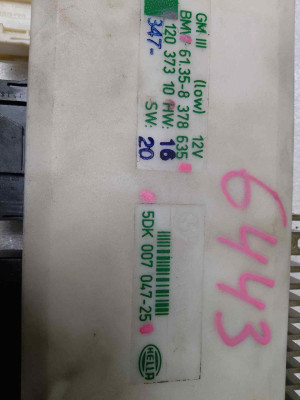 GM III (low) 12V
BMW 61.35-8 378 635
120 373 10 HW: 16
347- SW: 20
5DK 007 047-25
HELLA
6443